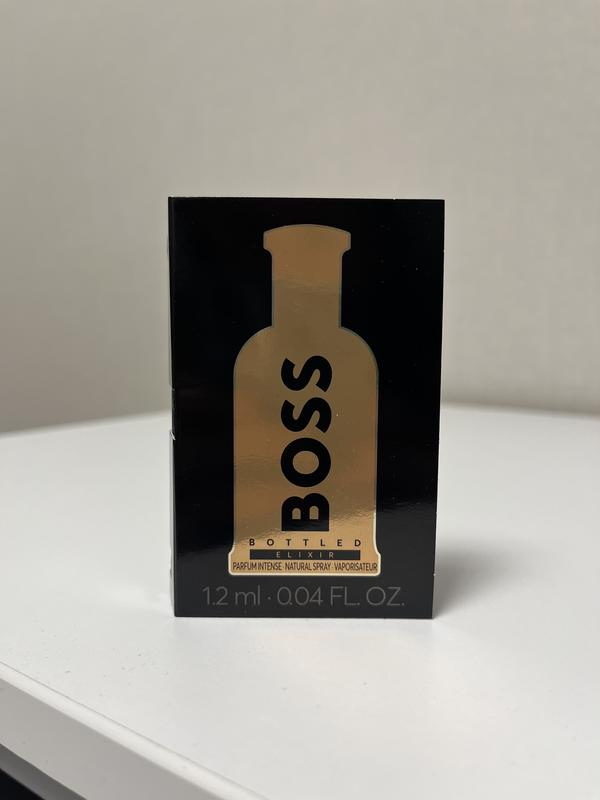 BOSS
BOTTLED
ELIXIR
PARFUM INTENSE · NATURAL SPRAY · VAPORISATEUR
1.2 ml · 0.04 FL. OZ.